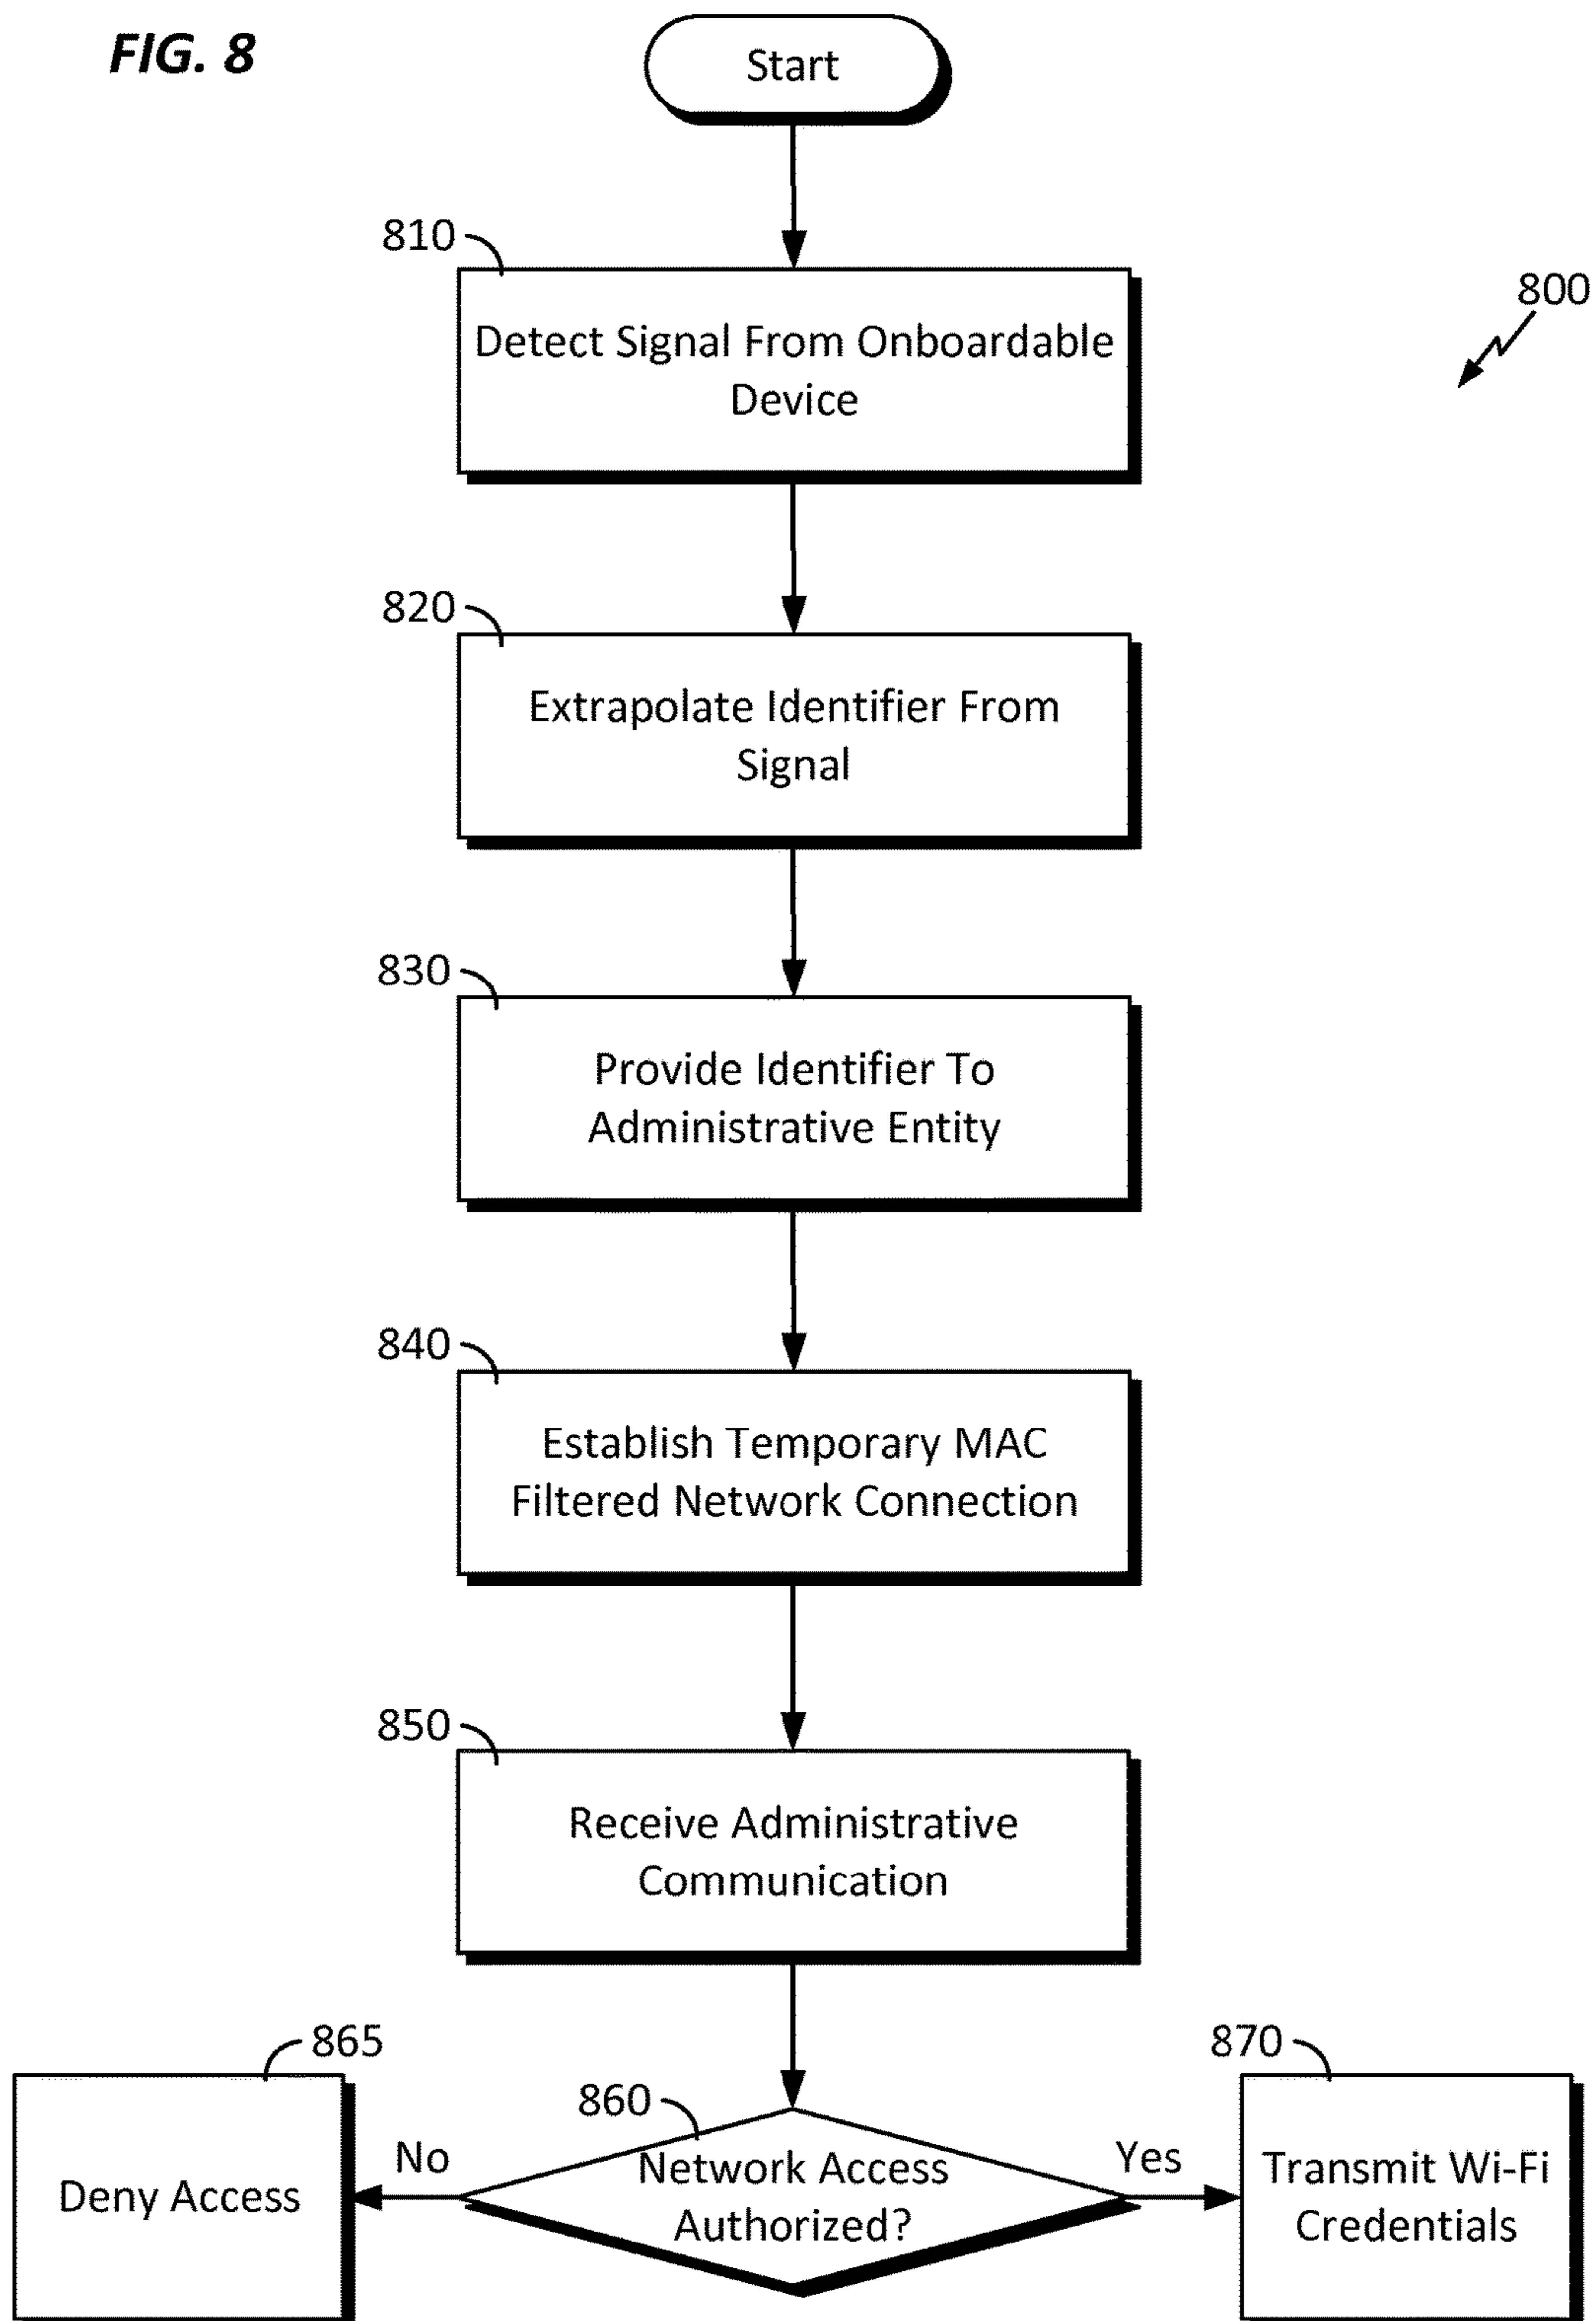 FIG. 8
Start
810
Detect Signal From Onboardable
Device
800
820
Extrapolate Identifier From
Signal
830
Provide Identifier To
Administrative Entity
840
Establish Temporary MAC
Filtered Network Connection
850
Receive Administrative
Communication
865
Deny Access
No
860
Network Access
Authorized?
Yes
870
Transmit Wi-Fi
Credentials